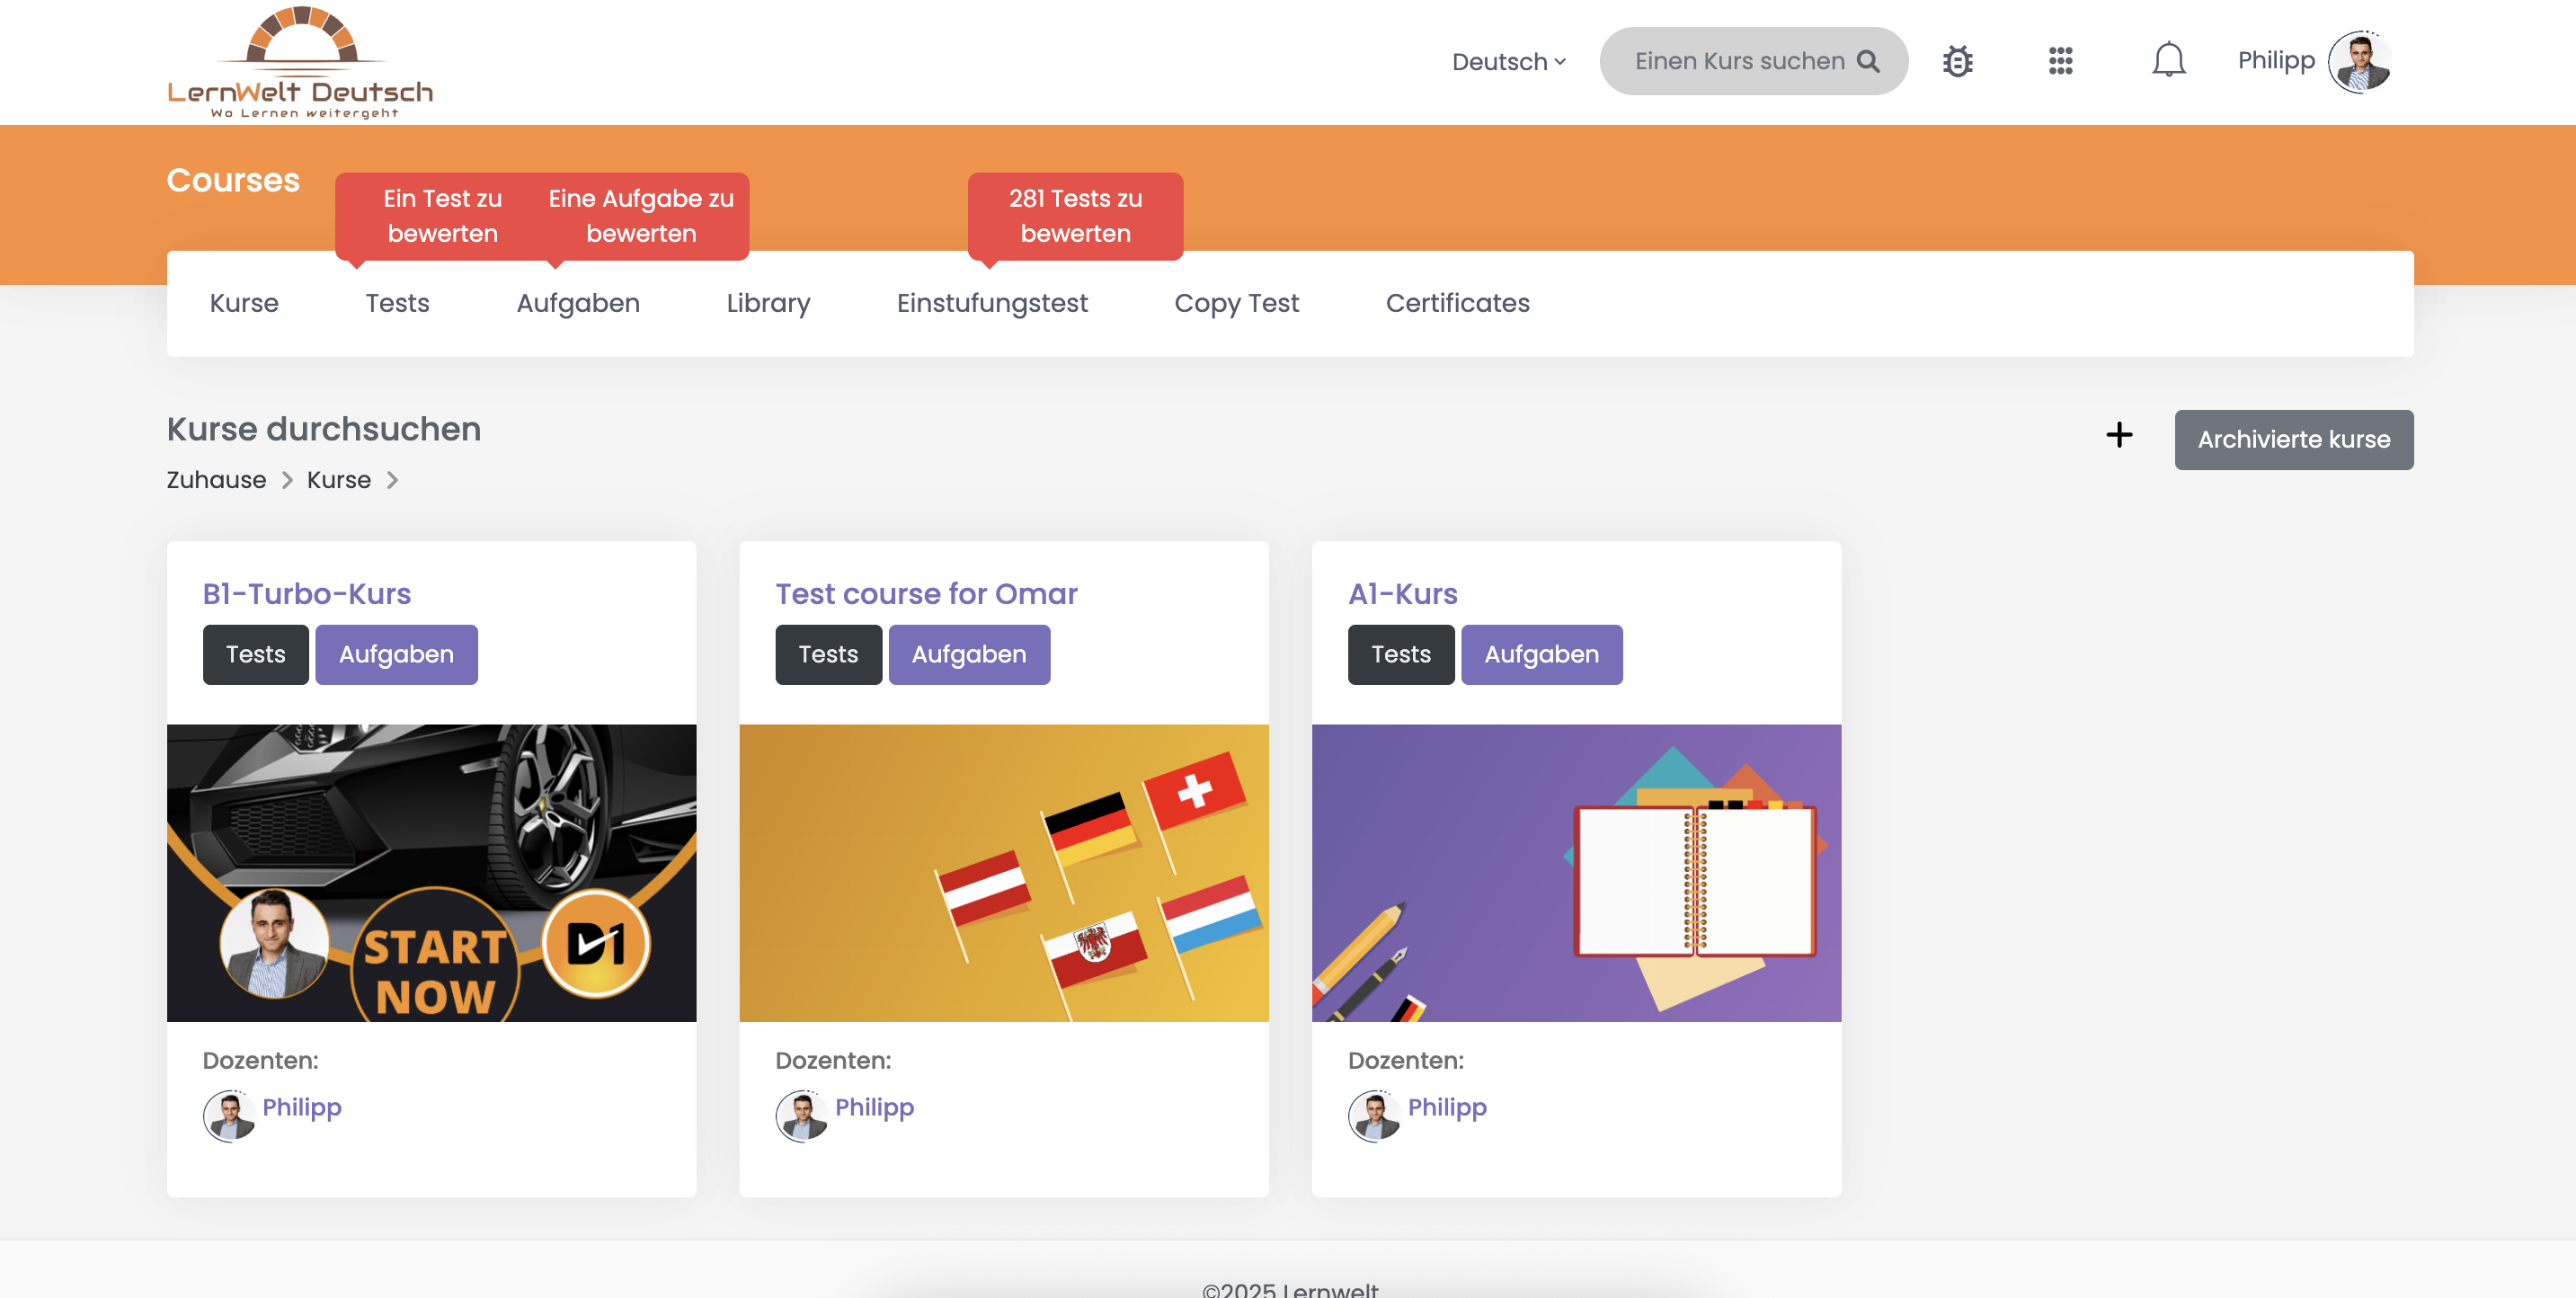 LernWelt Deutsch
Wo Lernen weitergeht
Deutsch
Einen Kurs suchen
Philipp
Courses
Ein Test zu
bewerten
Eine Aufgabe zu
bewerten
281 Tests zu
bewerten
Kurse
Tests
Aufgaben
Library
Einstufungstest
Copy Test
Certificates
Kurse durchsuchen
Archivierte kurse
Zuhause > Kurse >
B1-Turbo-Kurs
Tests
Aufgaben
START
NOW
D1
Dozenten:
Philipp
Test course for Omar
Tests
Aufgaben
Dozenten:
Philipp
A1-Kurs
Tests
Aufgaben
Dozenten:
Philipp
©2025 Lernwelt